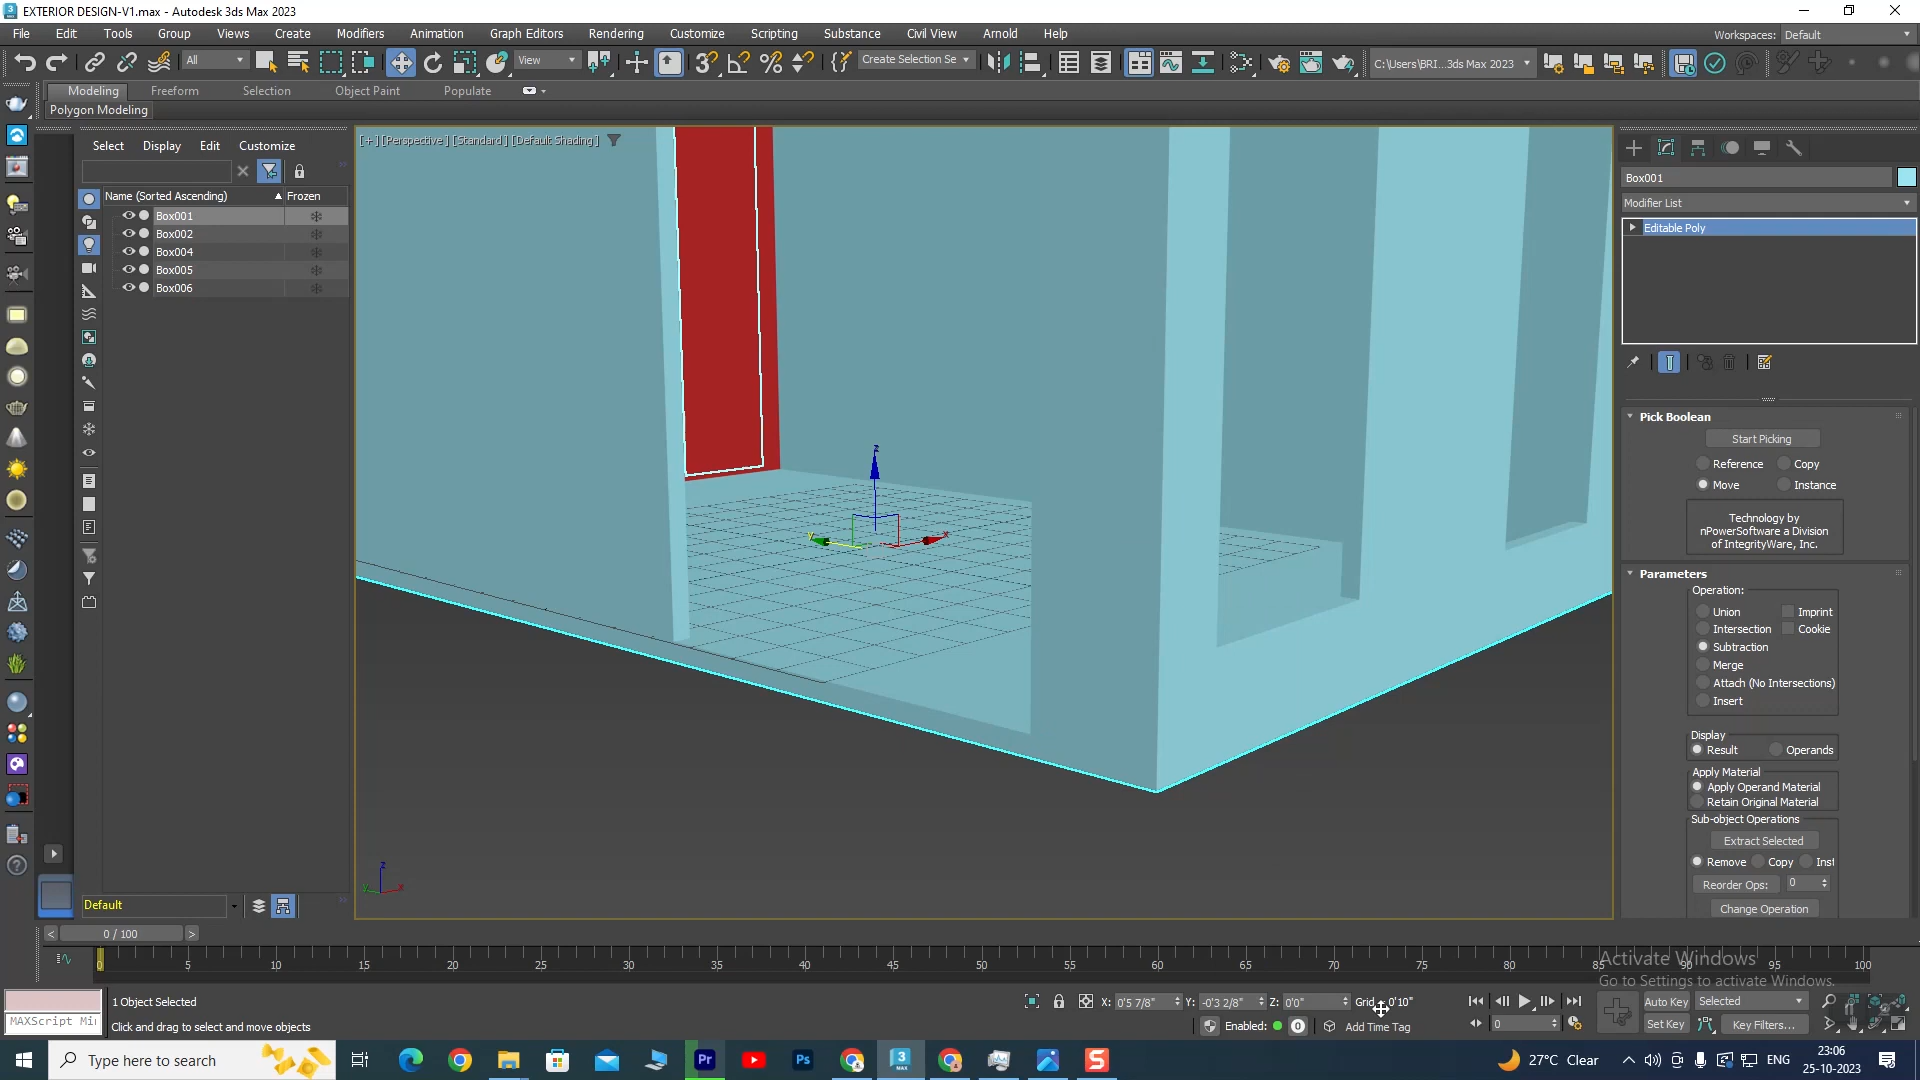 EXTERIOR DESIGN-V1.max - Autodesk 3ds Max 2023
File Edit Tools Group Views Create Modifiers Animation Graph Editors Rendering Customize Scripting Substance Civil View Arnold Help
Workspaces: Default
All View Create Selection Se C:\Users\BRI...3ds Max 2023
Modeling Freeform Selection Object Paint Populate
Polygon Modeling
Select Display Edit Customize
[+] [Perspective] [Standard] [Default Shading]
Name (Sorted Ascending) Frozen
Box001
Box002
Box004
Box005
Box006
z
y x
z
y x
Box001
Modifier List
Editable Poly
Pick Boolean
Start Picking
Reference Copy
Move Instance
Technology by
nPowerSoftware a Division
of IntegrityWare, Inc.
Parameters
Operation:
Union Imprint
Intersection Cookie
Subtraction
Merge
Attach (No Intersections)
Insert
Display
Result Operands
Apply Material
Apply Operand Material
Retain Original Material
Sub-object Operations
Extract Selected
Remove Copy Inst
Reorder Ops: 0
Change Operation
Default
0 / 100
0 5 10 15 20 25 30 35 40 45 50 55 60 65 70 75 80 85 90 95 100
Activate Windows
Go to Settings to activate Windows.
1 Object Selected
X: 0'5 7/8" Y: -0'3 2/8" Z: 0'0" Grid = 0'10"
Auto Key Selected
MAXScript Mi
Click and drag to select and move objects
Enabled: 0 Add Time Tag
0
Set Key Key Filters...
Type here to search
27°C Clear
ENG
23:06
25-10-2023